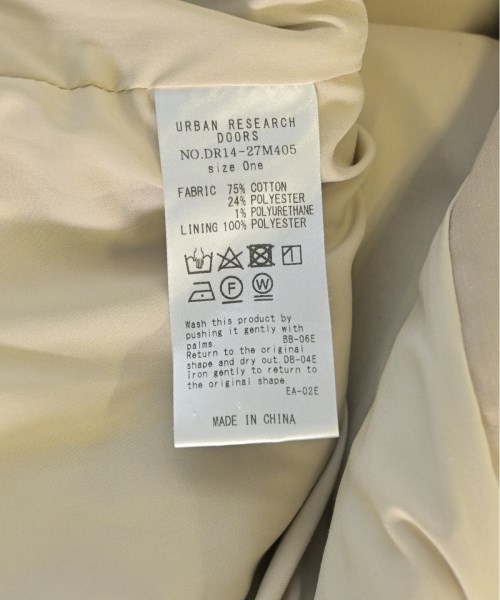 URBAN RESEARCH
DOORS
NO.DR14-27M405
size One
FABRIC 75% COTTON
24% POLYESTER
1% POLYURETHANE
LINING 100% POLYESTER
F W
Wash this product by
pushing it gently with
palms. BB-06E
Return to the original
shape and dry out. DB-04E
Iron gently to return to
the original shape.
EA-02E
MADE IN CHINA